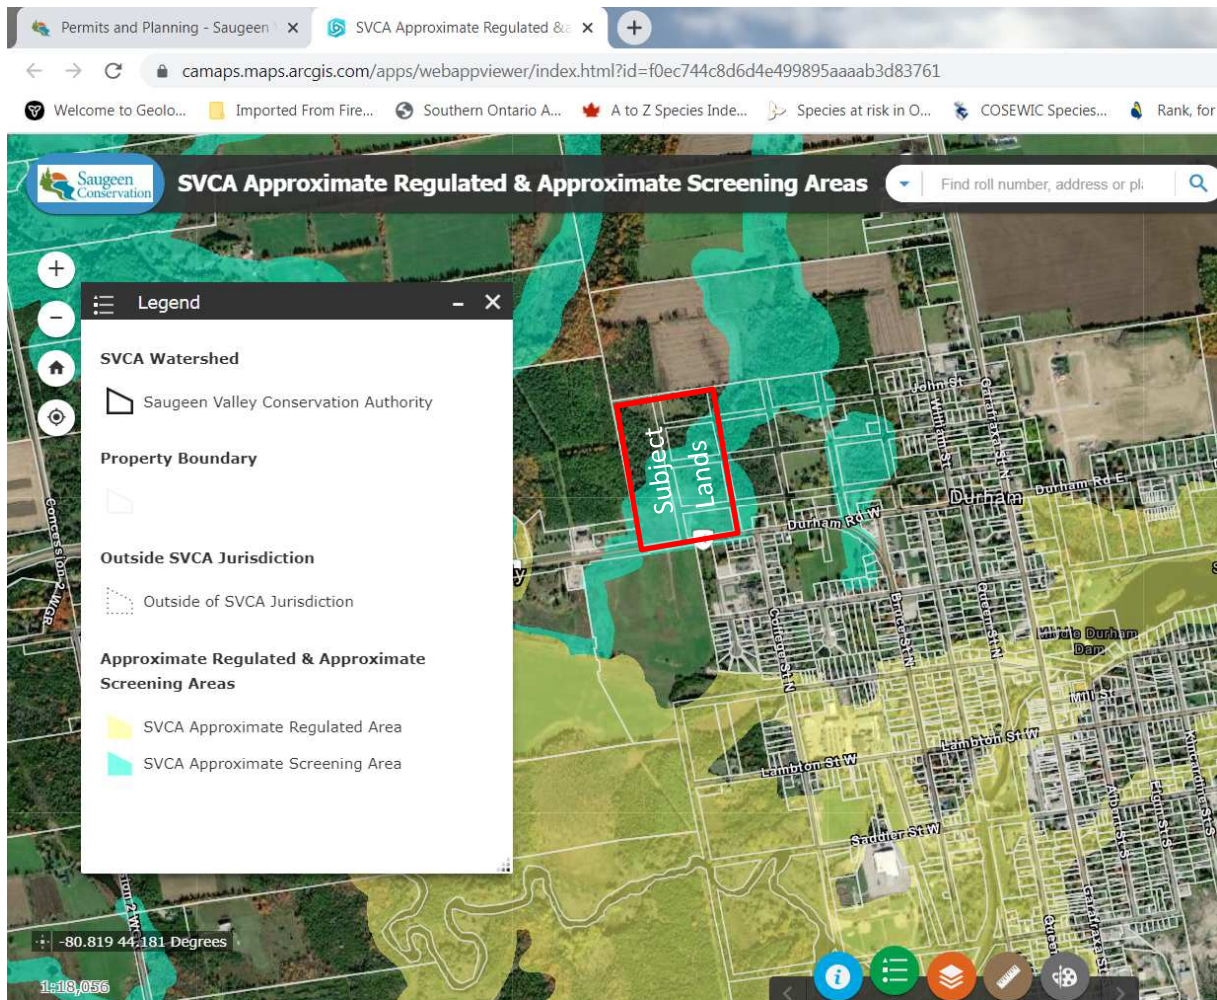 Permits and Planning - Saugeen
SVCA Approximate Regulated &
camaps.maps.arcgis.com/apps/webappviewer/index.html?id=f0ec744c8d6d4e499895aaaab3d83761
Welcome to Geolo...
Imported From Fire...
Southern Ontario A...
A to Z Species Inde...
Species at risk in O...
COSEWIC Species...
Rank, for
Saugeen
Conservation
SVCA Approximate Regulated & Approximate Screening Areas
Find roll number, address or pl
Legend
SVCA Watershed
Saugeen Valley Conservation Authority
Property Boundary
Outside SVCA Jurisdiction
Outside of SVCA Jurisdiction
Approximate Regulated & Approximate
Screening Areas
SVCA Approximate Regulated Area
SVCA Approximate Screening Area
Subject
Lands
John St
William St
Garafraxa St N
Durham
Durham Rd E
Durham Rd W
Concession 2 WGR
College St N
Bruce St N
Queen St N
Middle Durham
Dam
Mill St
Lambton St W
Lambton St W
Saddler St W
Albert St S
Elgin St S
Kincardine St S
Garafraxa St S
-80.819 44.181 Degrees
1:18,056